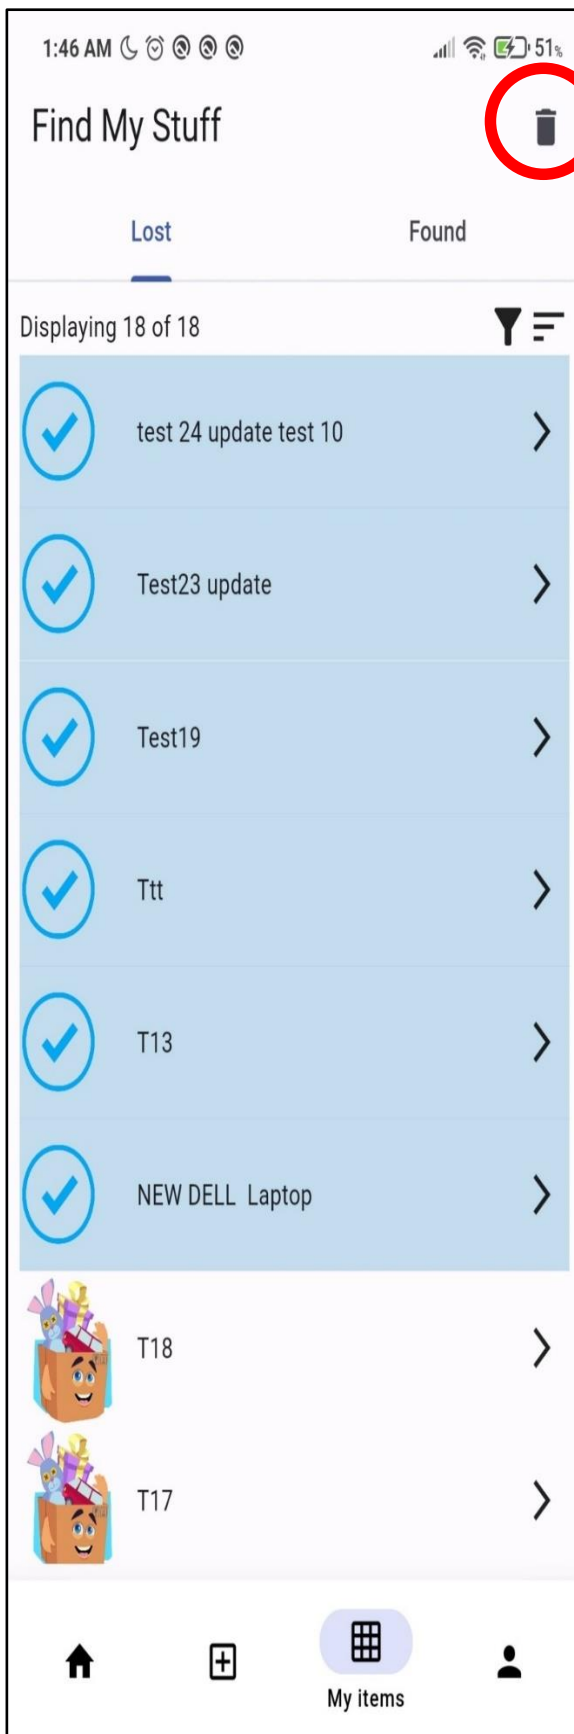 1:46 AM 51%
Find My Stuff
Lost Found
Displaying 18 of 18
test 24 update test 10
Test23 update
Test19
Ttt
T13
NEW DELL Laptop
T18
T17
My items